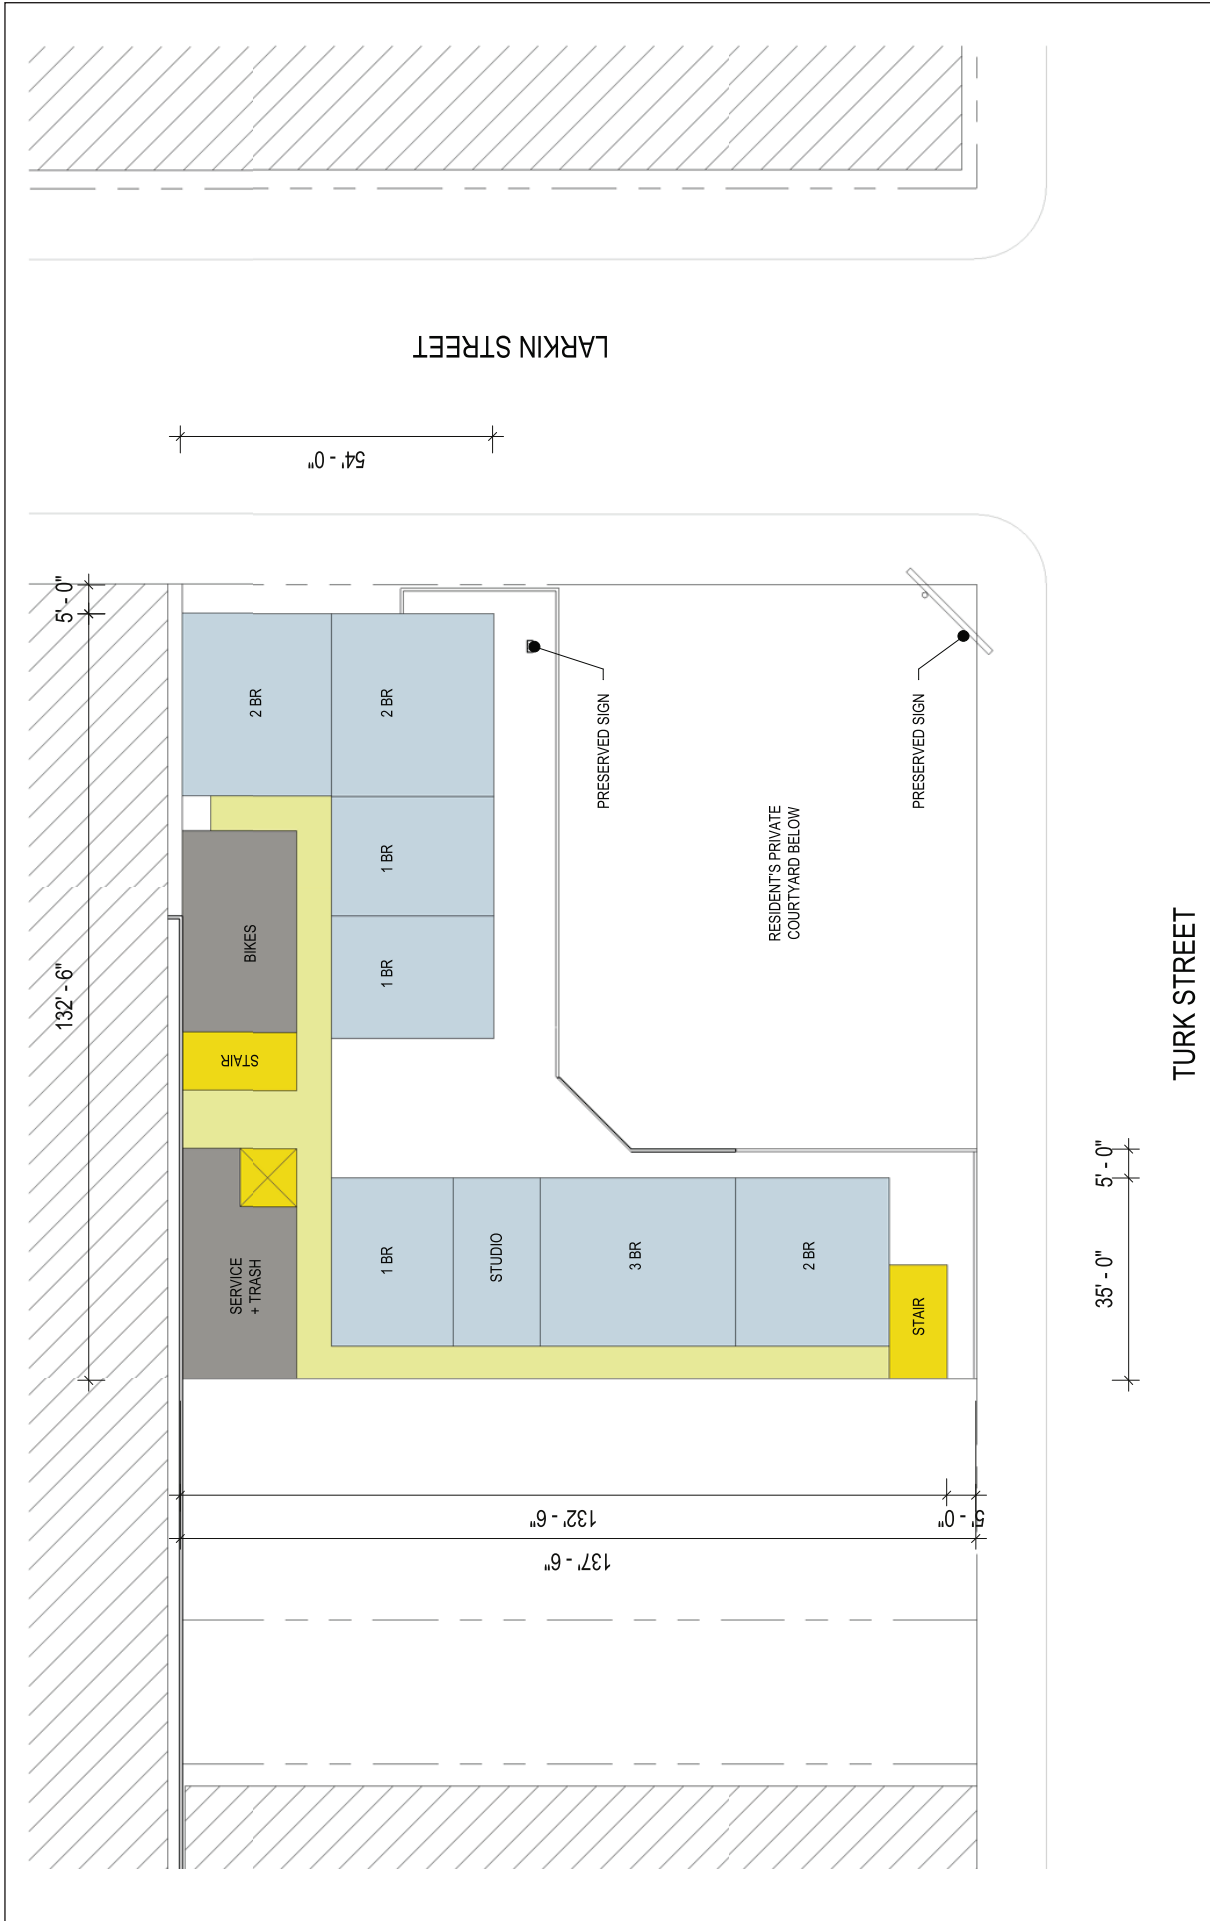 LARKIN STREET
54' - 0"
5' - 0"
132' - 6"
2 BR
2 BR
PRESERVED SIGN
PRESERVED SIGN
1 BR
BIKES
RESIDENT'S PRIVATE
COURTYARD BELOW
1 BR
STAIR
TURK STREET
5' - 0"
35' - 0"
SERVICE
+ TRASH
1 BR
STUDIO
3 BR
2 BR
STAIR
132' - 6"
5' - 0"
137' - 6"